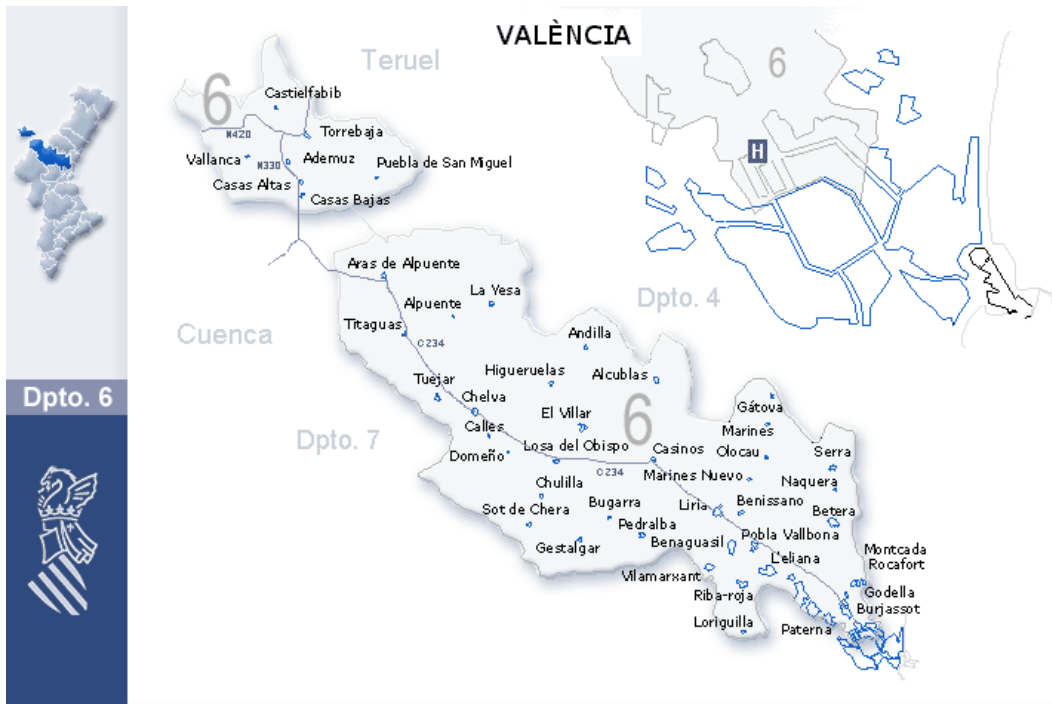 VALÈNCIA
Teruel
6
6
Castielfabib
N420
Torrebaja
Vallanca
N330
Ademuz
Puebla de San Miguel
H
Casas Altas
Casas Bajas
Aras de Alpuente
La Yesa
Dpto. 4
Alpuente
Cuenca
Titaguas
Andilla
C234
Higueruelas
Alcublas
Tuejar
Dpto. 6
Chelva
6
Gátova
El Villar
Calles
Marines
Dpto. 7
Losa del Obispo
Casinos
Olocau
Serra
Domeño
C234
Marines Nuevo
Naquera
Chulilla
Bugarra
Liria
Benissano
Sot de Chera
Betera
Pedralba
Pobla Vallbona
Gestalgar
Benaguasil
Montcada
L'eliana
Rocafort
Vilamarxant
Riba-roja
Godella
Burjassot
Loriguilla
Paterna